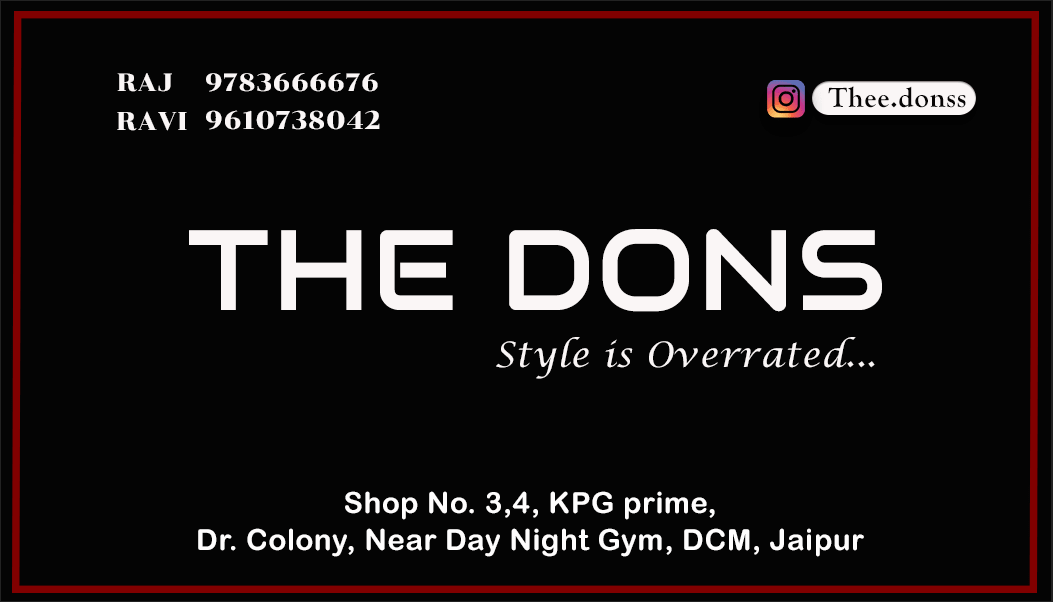 RAJ 9783666676
RAVI 9610738042
Thee.donss
THE DONS
Style is Overrated...
Shop No. 3,4, KPG prime,
Dr. Colony, Near Day Night Gym, DCM, Jaipur